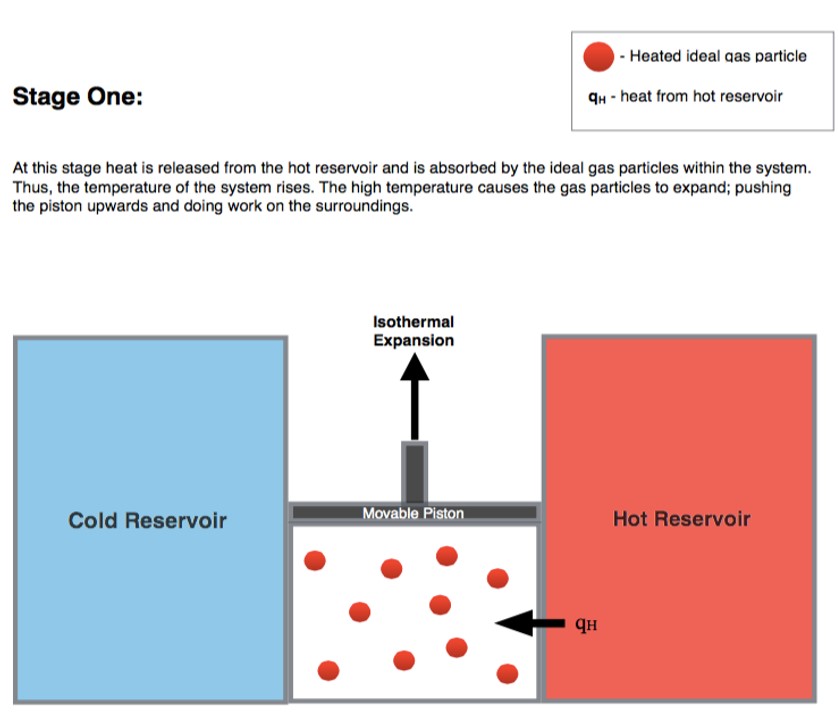 - Heated ideal gas particle
Stage One:
qH - heat from hot reservoir
At this stage heat is released from the hot reservoir and is absorbed by the ideal gas particles within the system.
Thus, the temperature of the system rises. The high temperature causes the gas particles to expand; pushing
the piston upwards and doing work on the surroundings.
Isothermal
Expansion
Movable Piston
Cold Reservoir
Hot Reservoir
qH